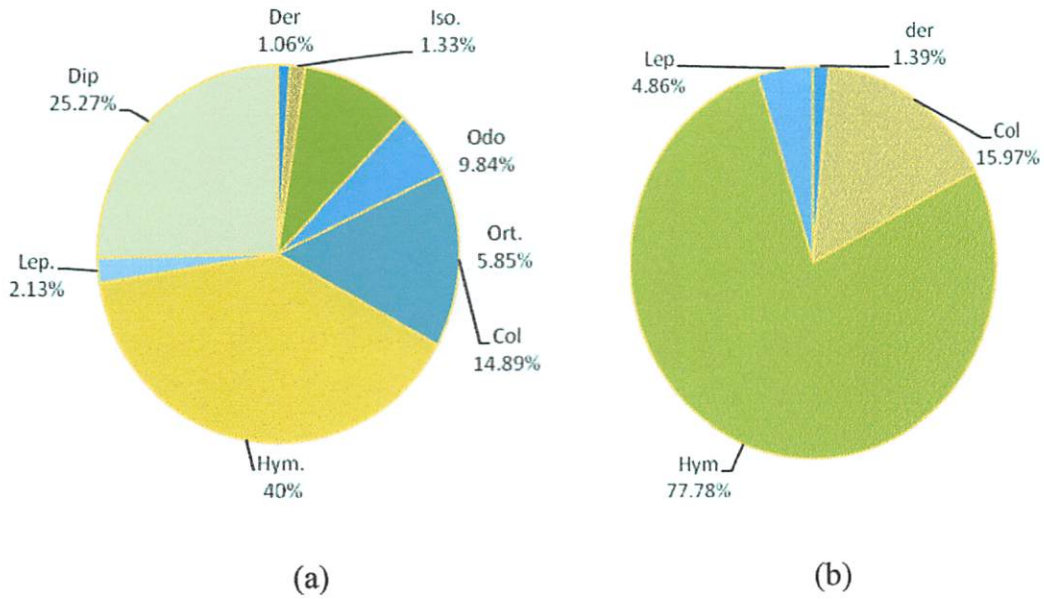 Der
1.06%
Iso.
1.33%
Dip
25.27%
Odo
9.84%
Ort.
5.85%
Lep.
2.13%
Col
14.89%
Hym.
40%
(a)
der
1.39%
Lep
4.86%
Col
15.97%
Hym
77.78%
(b)